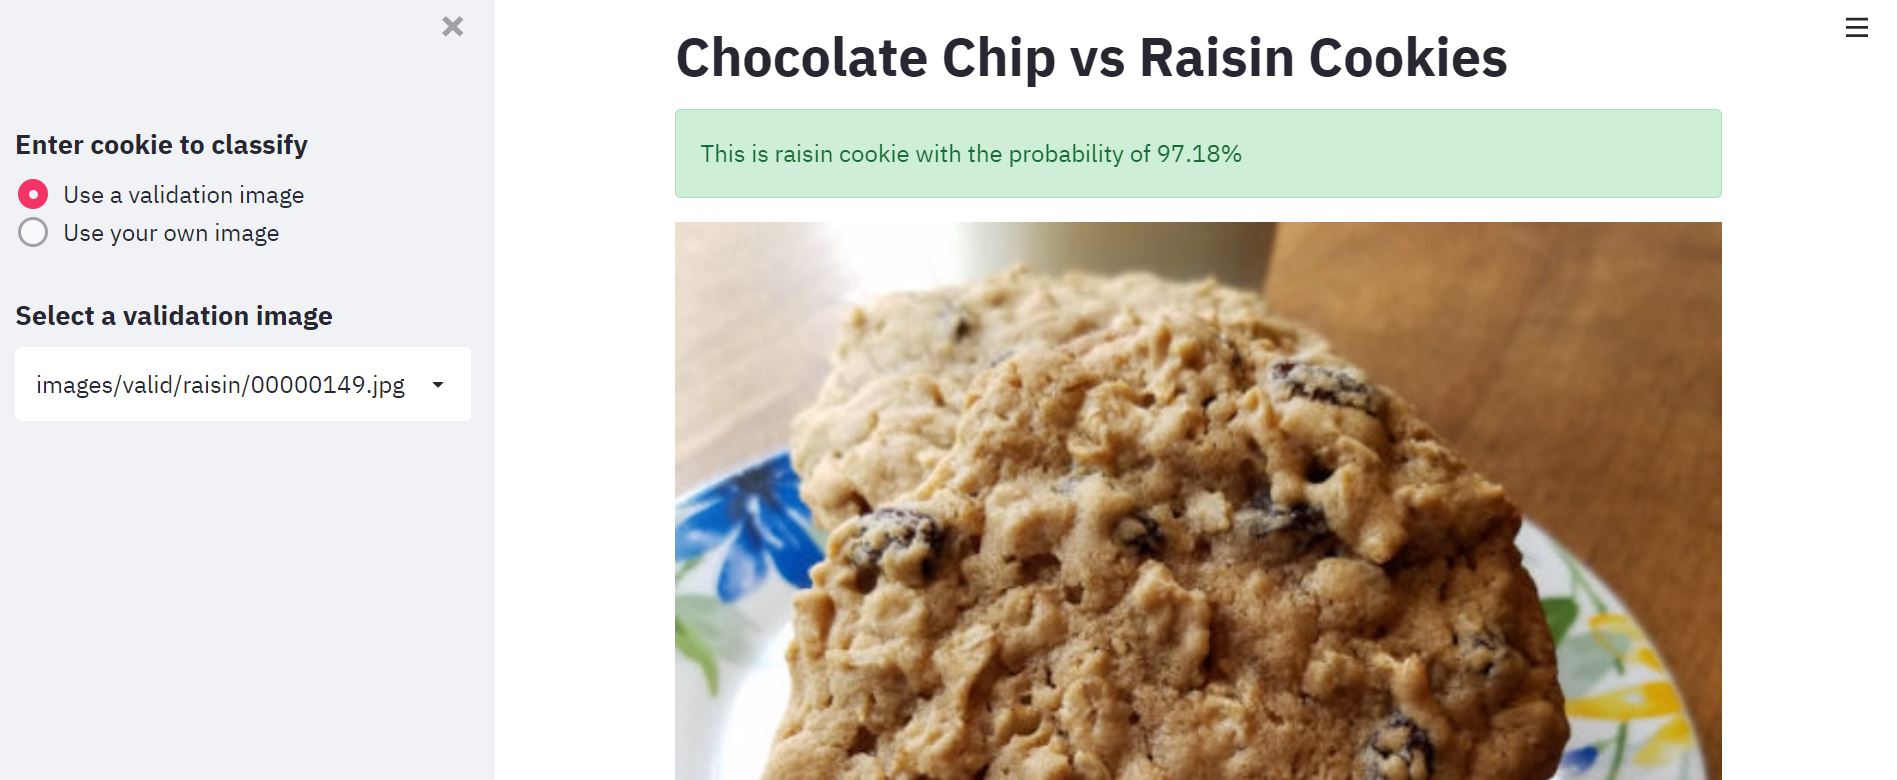 Enter cookie to classify
Use a validation image
Use your own image
Select a validation image
images/valid/raisin/00000149.jpg
Chocolate Chip vs Raisin Cookies
This is raisin cookie with the probability of 97.18%